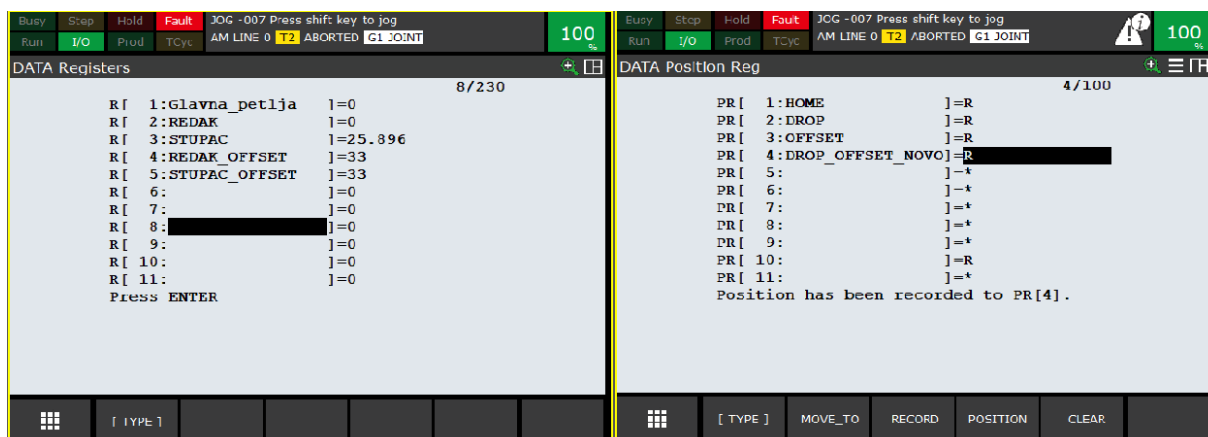 Busy Step Hold Fault JOG -007 Press shift key to jog
Run I/O Prod TCyc AM LINE 0 T2 ABORTED G1 JOINT 100 %
DATA Registers
8/230
R[ 1:Glavna_petlja ]=0
R[ 2:REDAK ]=0
R[ 3:STUPAC ]=25.896
R[ 4:REDAK_OFFSET ]=33
R[ 5:STUPAC_OFFSET ]=33
R[ 6: ]=0
R[ 7: ]=0
R[ 8: ]=0
R[ 9: ]=0
R[ 10: ]=0
R[ 11: ]=0
Press ENTER
[ TYPE ]
Busy Step Hold Fault JOG -007 Press shift key to jog
Run I/O Prod TCyc AM LINE 0 T2 ABORTED G1 JOINT 100 %
DATA Position Reg
4/100
PR[ 1:HOME ]=R
PR[ 2:DROP ]=R
PR[ 3:OFFSET ]=R
PR[ 4:DROP_OFFSET_NOVO]=R
PR[ 5: ]=*
PR[ 6: ]=*
PR[ 7: ]=*
PR[ 8: ]=*
PR[ 9: ]=*
PR[ 10: ]=R
PR[ 11: ]=*
Position has been recorded to PR[4].
[ TYPE ] MOVE_TO RECORD POSITION CLEAR